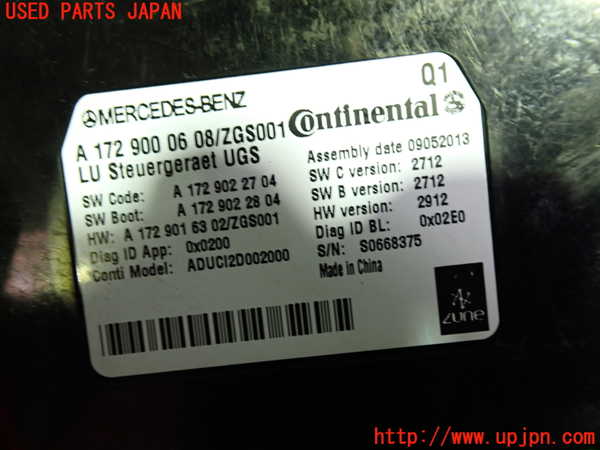 USED PARTS JAPAN
MERCEDES-BENZ
Q1
A 172 900 06 08/ZGS001
Continental
LU Steuergeraet UGS
Assembly date 09052013
SW Code: A 172 902 27 04
SW C version: 2712
SW Boot: A 172 902 28 04
SW B version: 2712
HW: A 172 901 63 02/ZGS001
HW version: 2912
Diag ID App: 0x0200
Diag ID BL: 0x02E0
Conti Model: ADUCI2D002000
S/N: S0668375
Made in China
zune
http://www.upjpn.com/